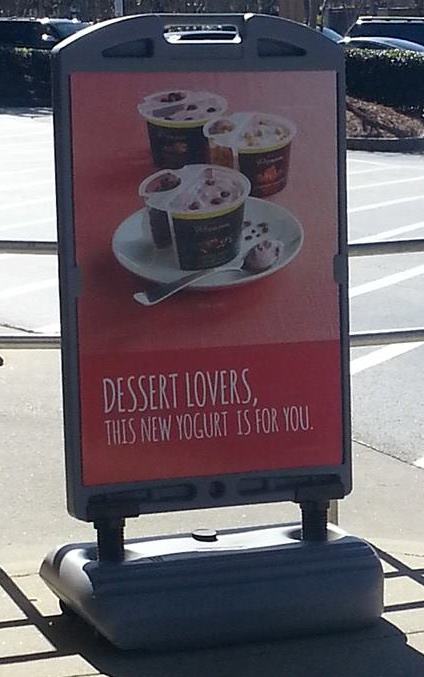 DESSERT LOVERS,
THIS NEW YOGURT IS FOR YOU.